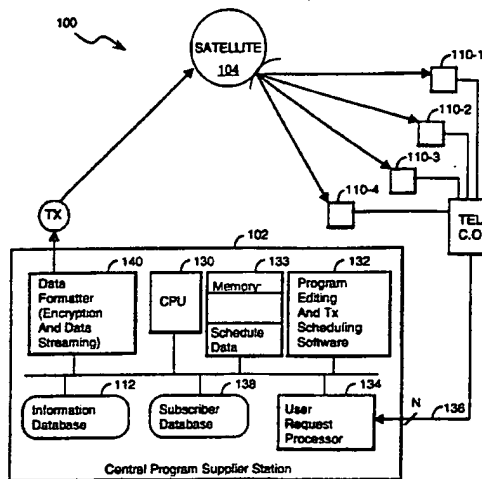 100
SATELLITE
104
110-1
110-2
110-3
110-4
TEL
C.O
TX
102
140
130
133
132
Data
Formatter
(Encryption
And Data
Streaming)
CPU
Memory
Schedule
Data
Program
Editing
And Tx
Scheduling
Software
112
138
134
N
136
Information
Database
Subscriber
Database
User
Request
Processor
Central Program Supplier Station